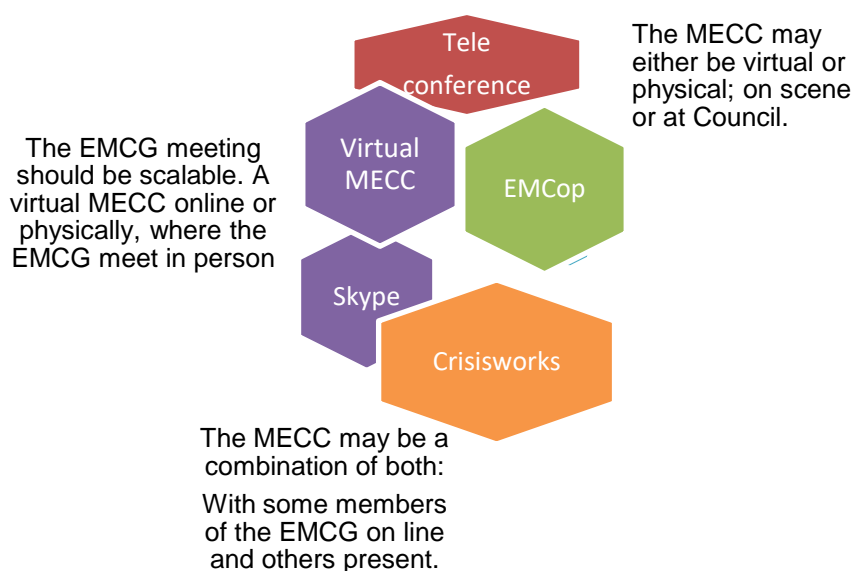 Tele
conference
The MECC may
either be virtual or
physical; on scene
or at Council.
Virtual
MECC
The EMCG meeting
should be scalable. A
virtual MECC online or
physically, where the
EMCG meet in person
EMCop
Skype
Crisisworks
The MECC may be a
combination of both:
With some members
of the EMCG on line
and others present.